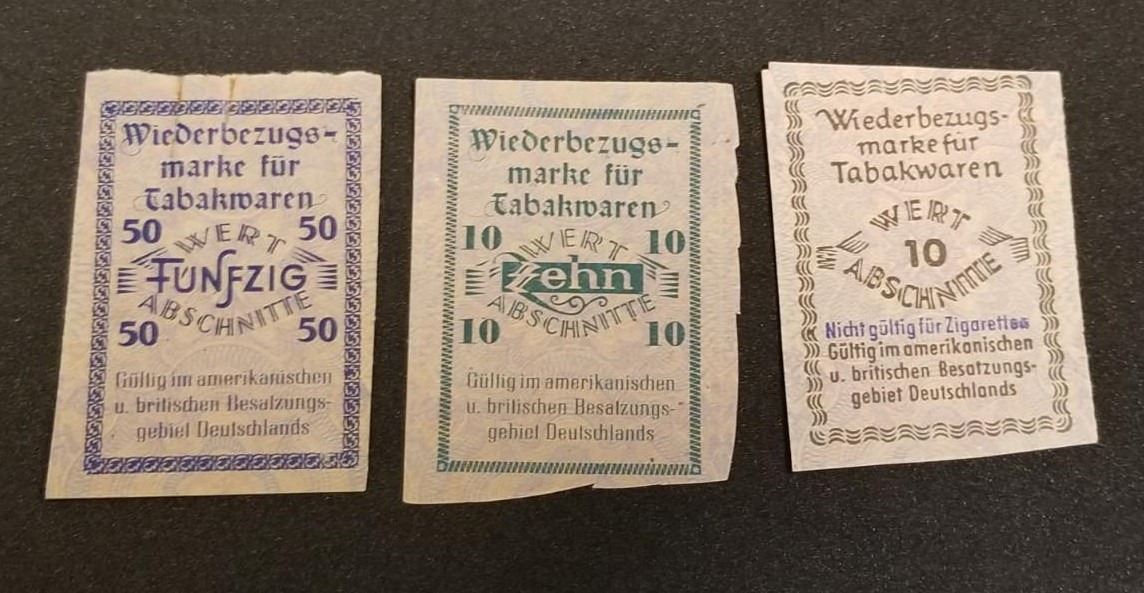 Wiederbezugs-
marke für
Tabakwaren
50 50
WERT
FÜNFZIG
ABSCHNITTE
50 50
Gültig im amerikanischen
u. britischen Besatzungs-
gebiet Deutschlands
Wiederbezugs-
marke für
Tabakwaren
10 10
WERT
Zehn
ABSCHNITTE
10 10
Gültig im amerikanischen
u. britischen Besatzungs-
gebiet Deutschlands
Wiederbezugs-
marke für
Tabakwaren
WERT
10
ABSCHNITTE
Nicht gültig für Zigaretten
Gültig im amerikanischen
u. britischen Besatzungs-
gebiet Deutschlands